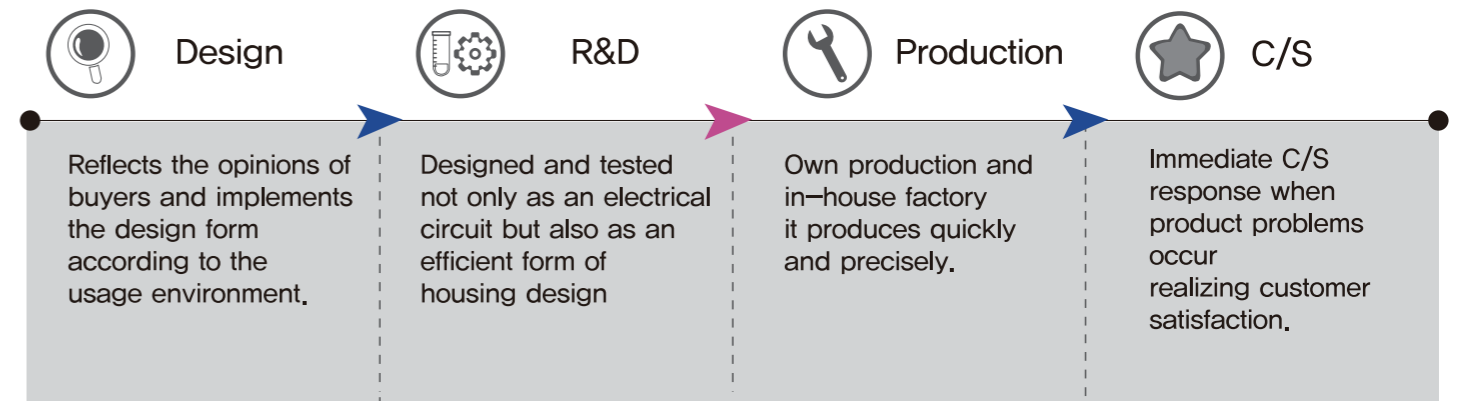 Design
Reflects the opinions of
buyers and implements
the design form
according to the
usage environment.
R&D
Designed and tested
not only as an electrical
circuit but also as an
efficient form of
housing design
Production
Own production and
in-house factory
it produces quickly
and precisely.
C/S
Immediate C/S
response when
product problems
occur
realizing customer
satisfaction.